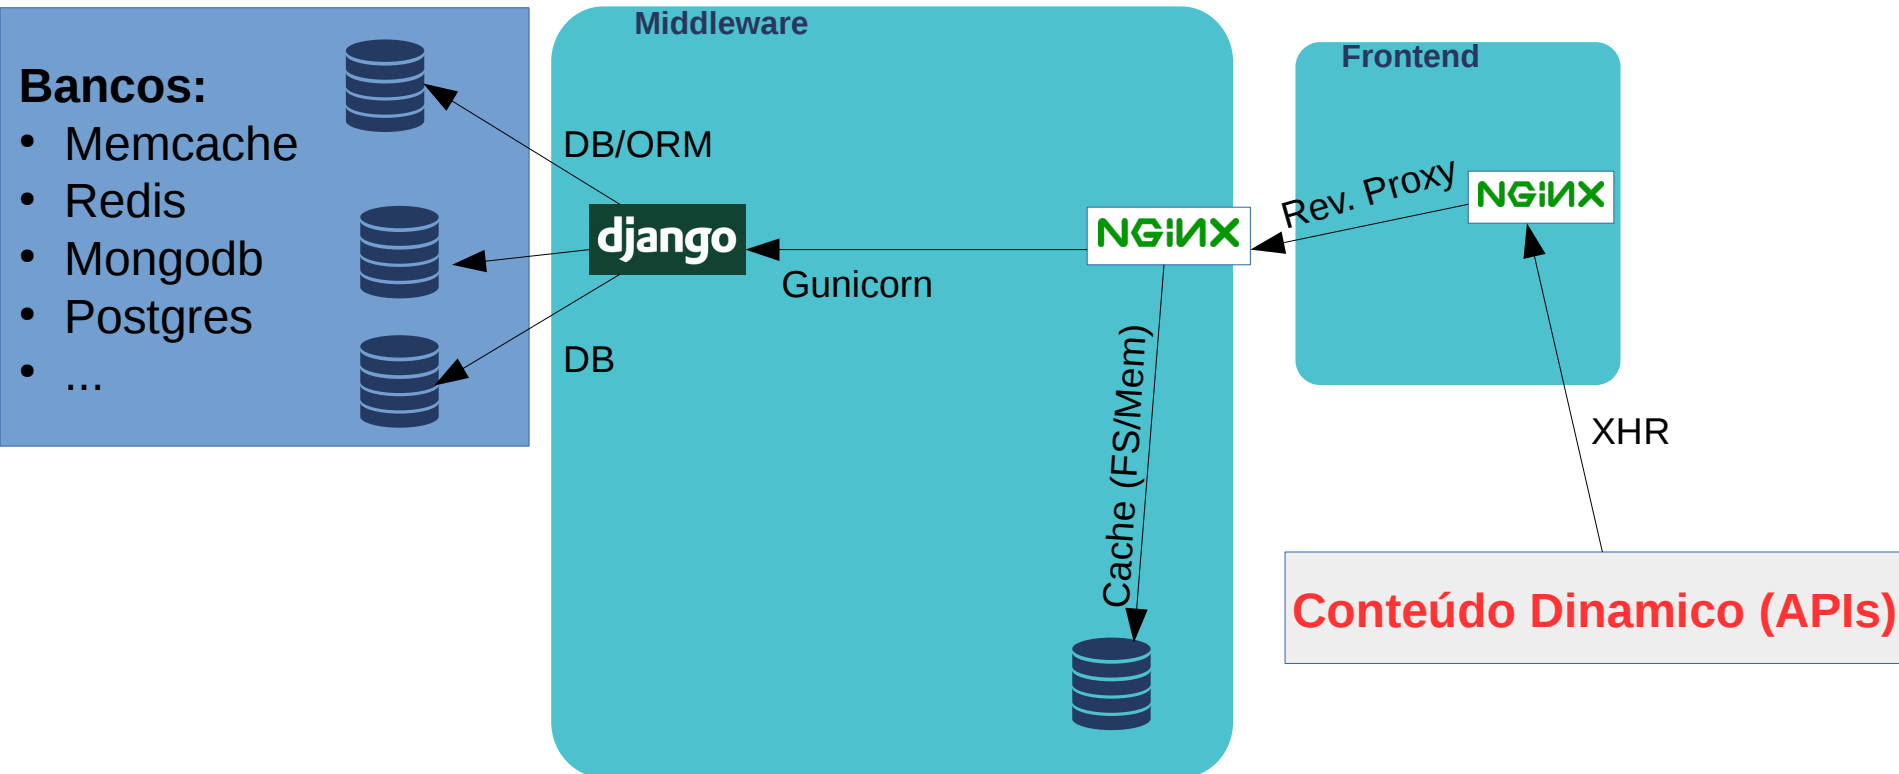 Middleware
Frontend
Bancos:
• Memcache
• Redis
• Mongodb
• Postgres
• ...
DB/ORM
django
DB
Gunicorn
NGINX
Cache (FS/Mem)
Rev. Proxy
NGINX
XHR
Conteúdo Dinamico (APIs)